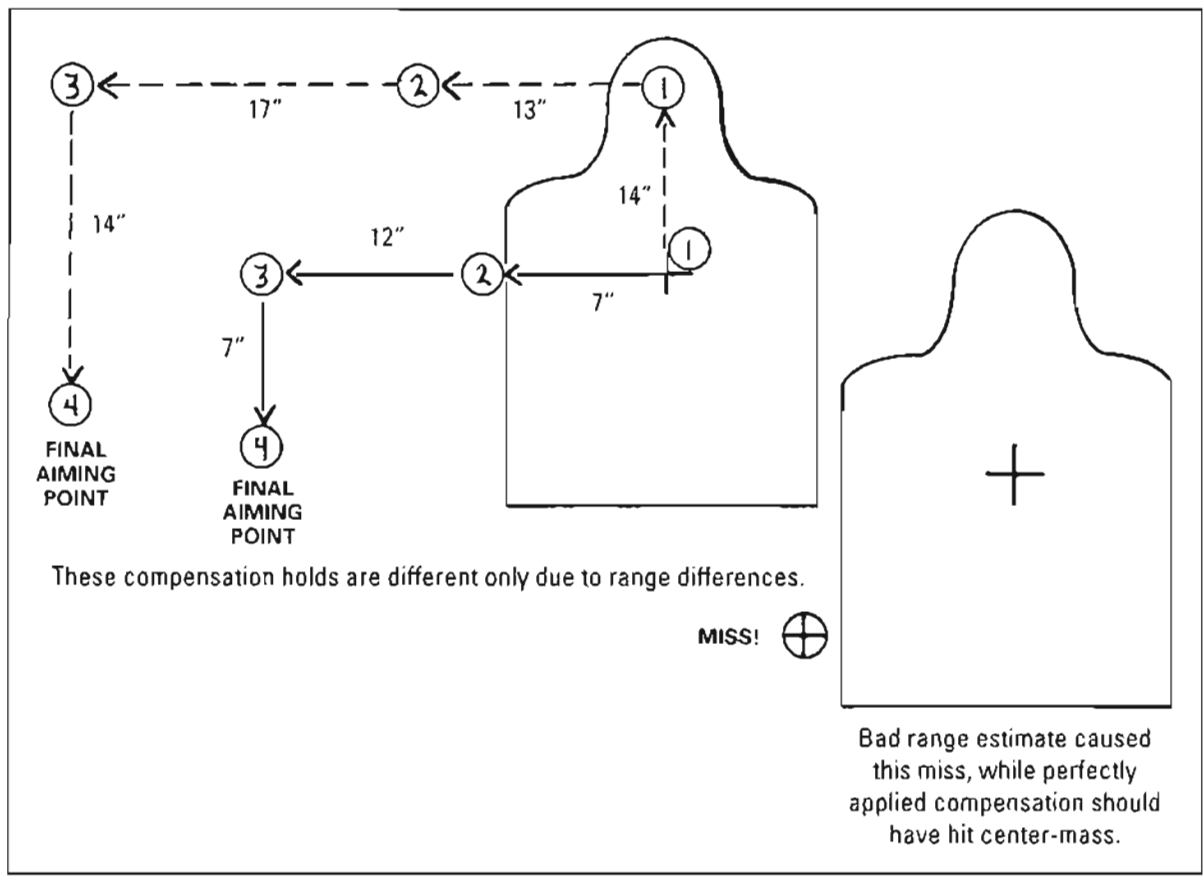 3
17"
2
13"
1
14"
14"
1
3
12"
2
7"
7"
4
FINAL
AIMING
POINT
4
FINAL
AIMING
POINT
These compensation holds are different only due to range differences.
MISS!
Bad range estimate caused
this miss, while perfectly
applied compensation should
have hit center-mass.